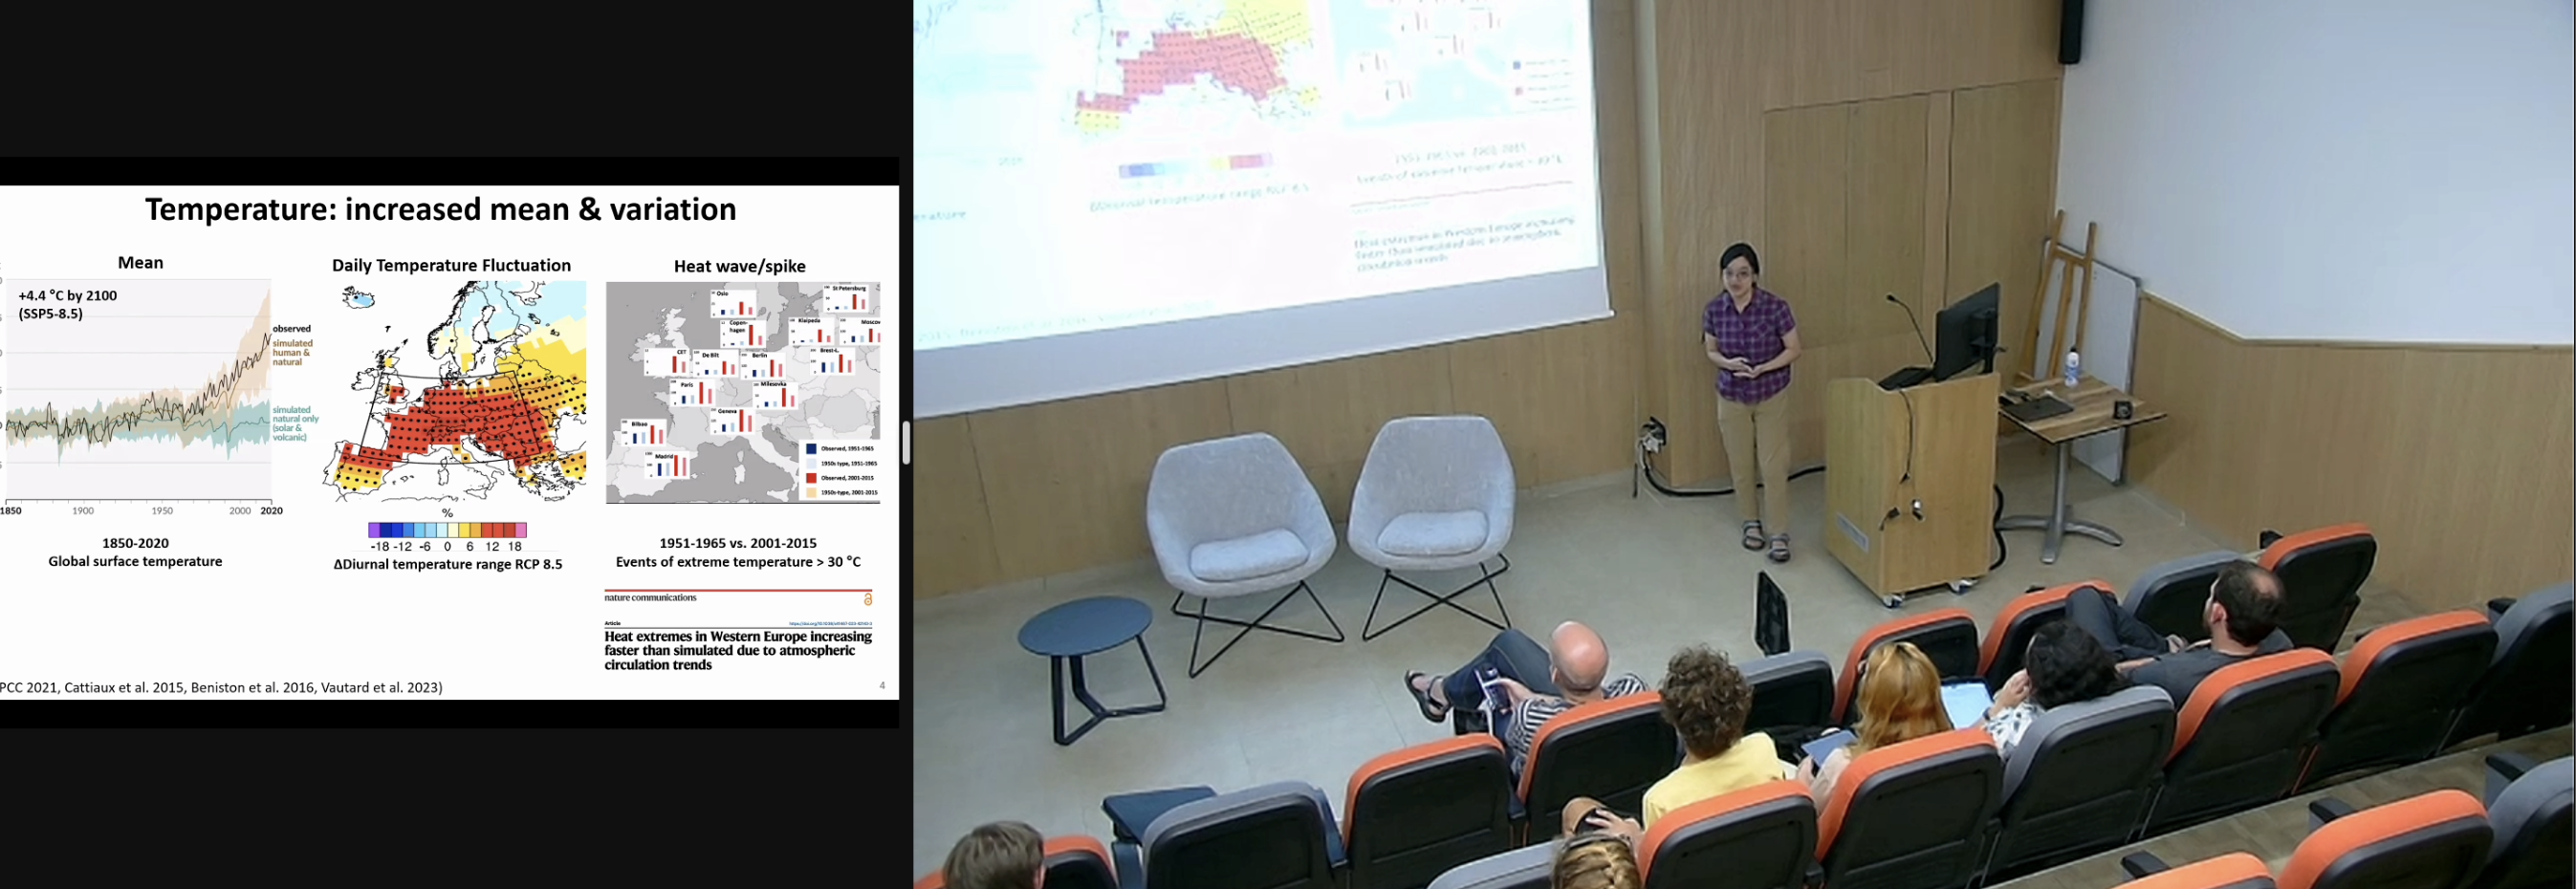 Temperature: increased mean & variation
Mean
+4.4 °C by 2100
(SSP5-8.5)
observed
simulated
human &
natural
simulated
natural only
(solar &
volcanic)
1850
1900
1950
2000
2020
1850-2020
Global surface temperature
Daily Temperature Fluctuation
%
-18 -12 -6 0 6 12 18
ΔDiurnal temperature range RCP 8.5
Heat wave/spike
Oslo
St Petersburg
Copen-
hagen
Klaipeda
Moscov
CET
De Bilt
Berlin
Brest-L.
Paris
Milesevka
Geneva
Bilbao
Madrid
Observed, 1951-1965
1950s type, 1951-1965
Observed, 2001-2015
1950s-type, 2001-2015
1951-1965 vs. 2001-2015
Events of extreme temperature > 30 °C
nature communications
Article
Heat extremes in Western Europe increasing
faster than simulated due to atmospheric
circulation trends
PCC 2021, Cattiaux et al. 2015, Beniston et al. 2016, Vautard et al. 2023)
4